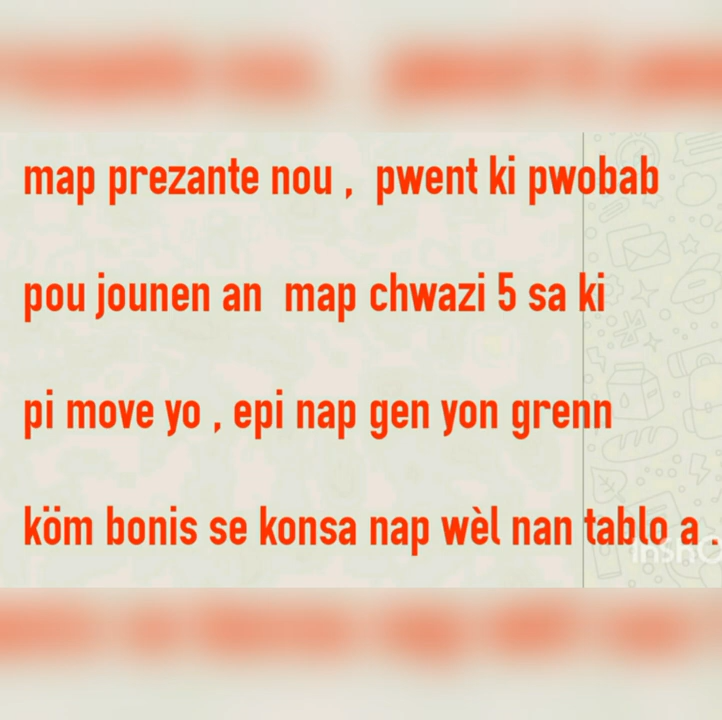 map prezante nou , pwent ki pwobab
pou jounen an map chwazi 5 sa ki
pi move yo , epi nap gen yon grenn
köm bonis se konsa nap wèl nan tablo a .